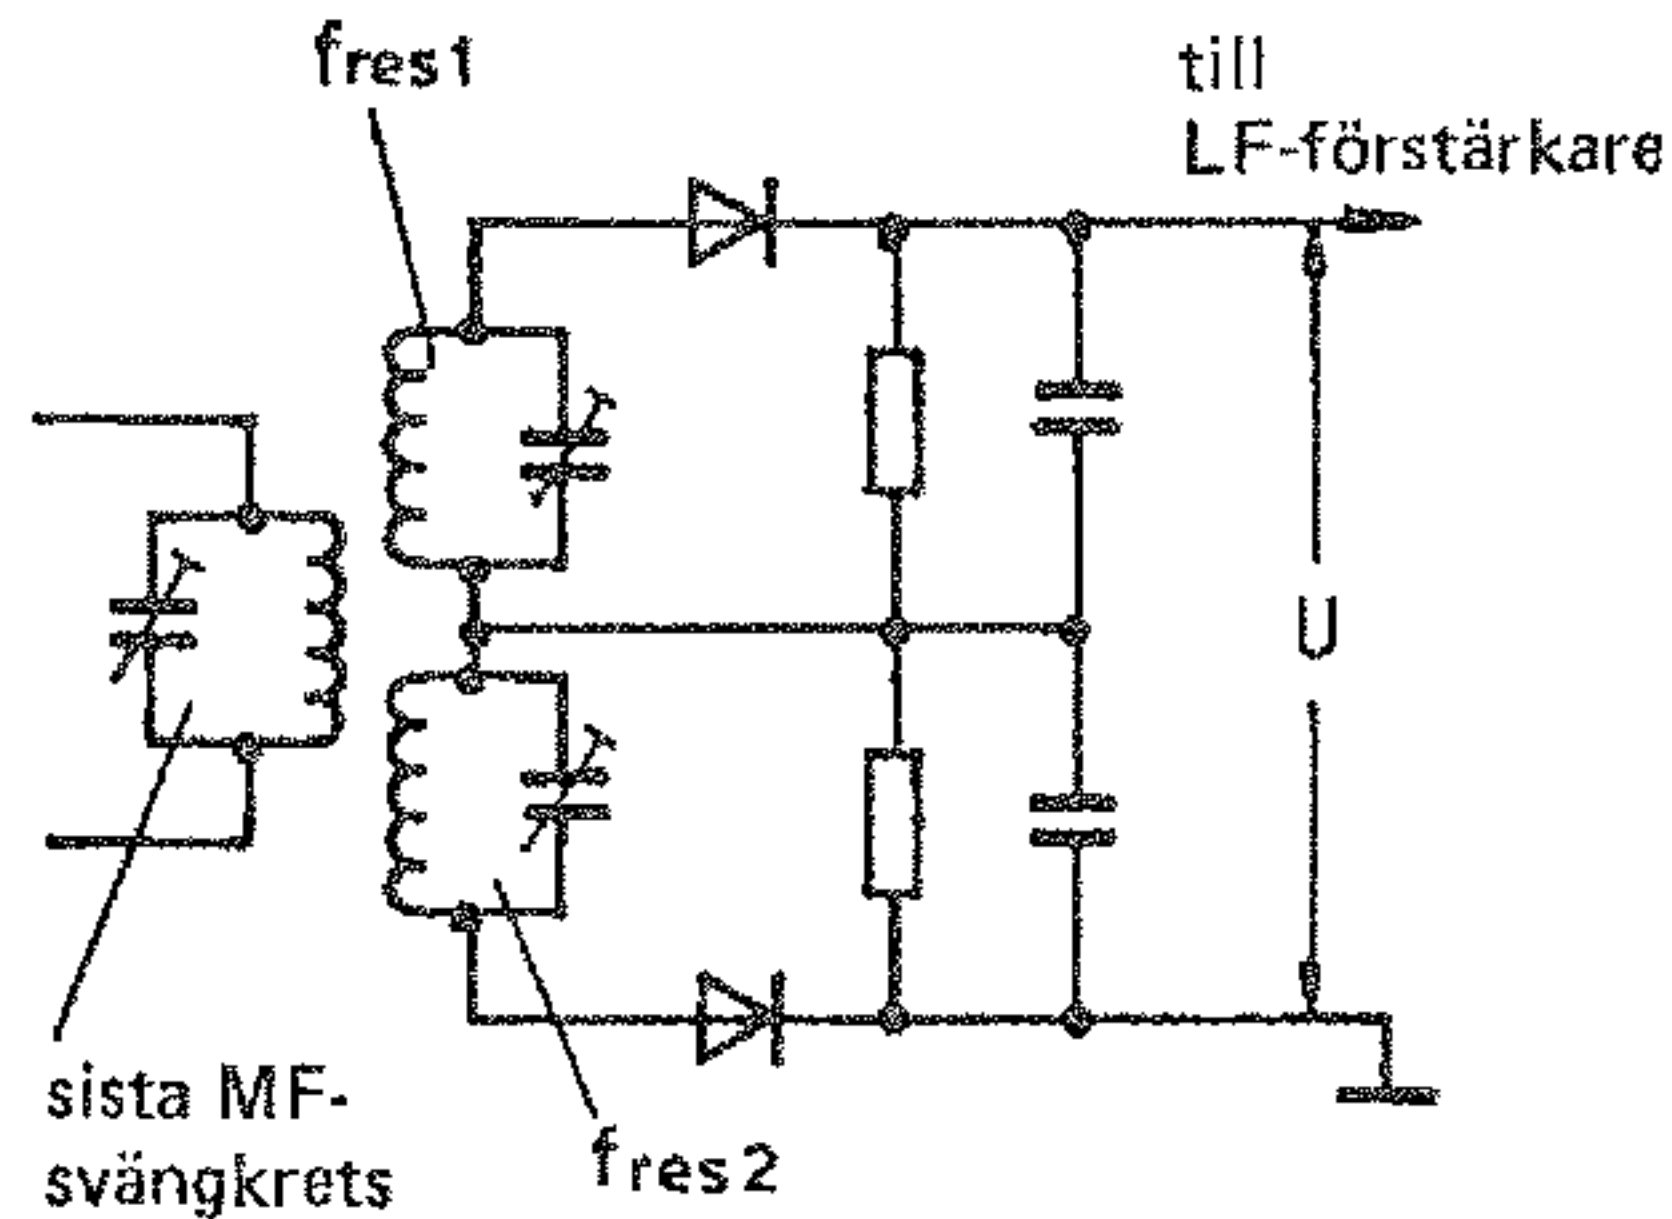 fres1
till
LF-förstärkare
U
sista MF-
svängkrets
fres2